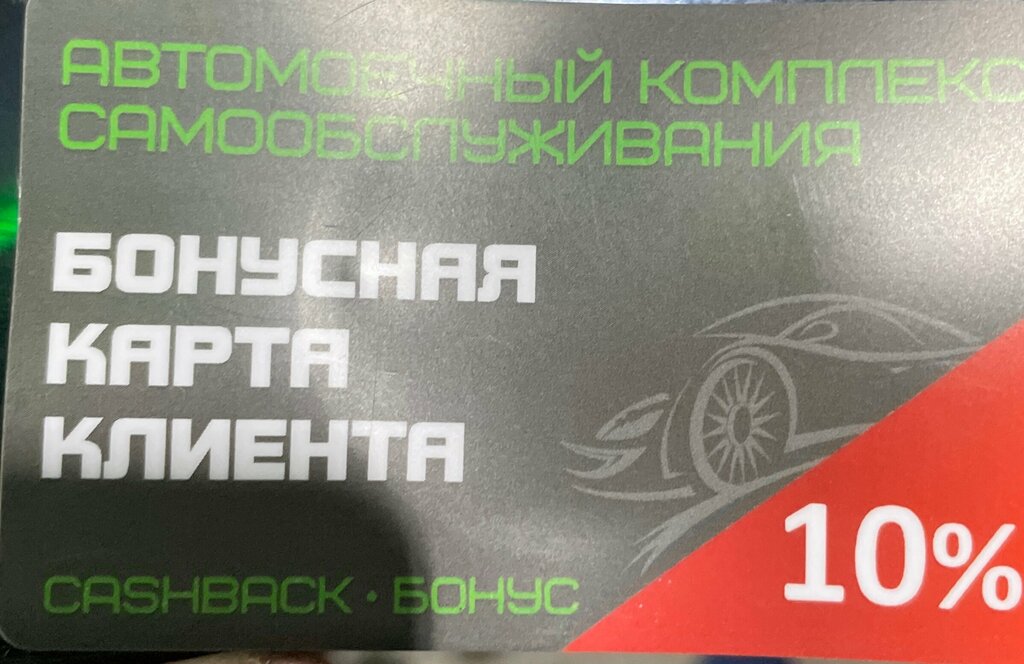 АВТОМОЕЧНЫЙ КОМПЛЕКС
САМООБСЛУЖИВАНИЯ
БОНУСНАЯ
КАРТА
КЛИЕНТА
10%
CASHBACK · БОНУС